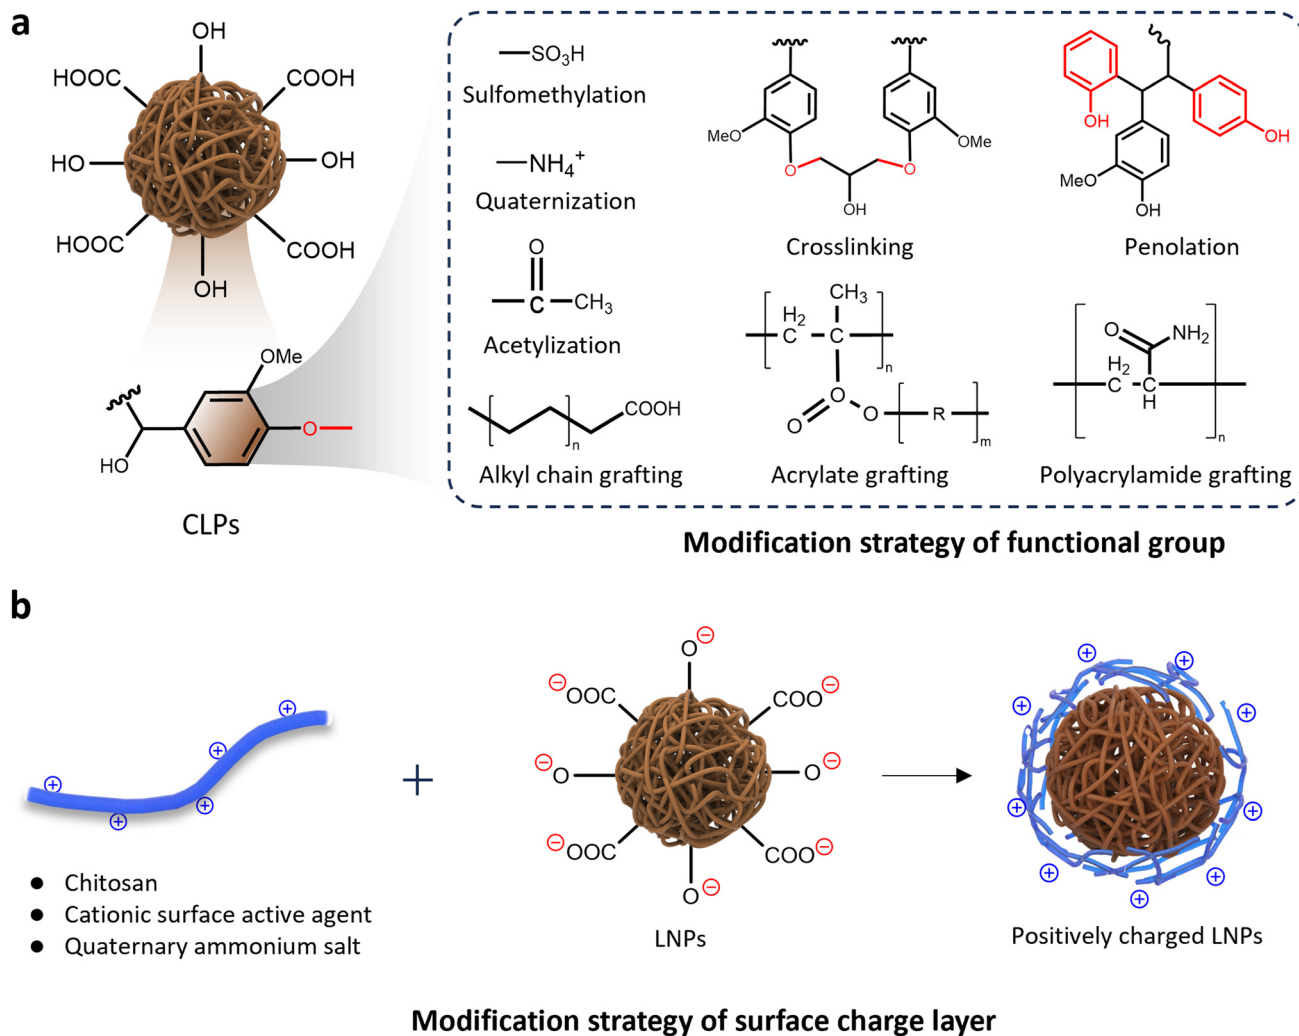 a
OH
HOOC
COOH
HO
OH
HOOC
COOH
OH
OMe
O
HO
CLPs
—SO₃H
Sulfomethylation
—NH₄⁺
Quaternization
O
C
CH₃
Acetylization
COOH
n
Alkyl chain grafting
MeO
OMe
O
O
OH
Crosslinking
OH
OH
MeO
OH
Penolation
CH₃
H₂
C
C
n
O
O
O
R
m
Acrylate grafting
O
NH₂
H₂
C
C
H
n
Polyacrylamide grafting
Modification strategy of functional group
b
+
+
+
+
+
Chitosan
Cationic surface active agent
Quaternary ammonium salt
+
O⁻
⁻OOC
COO⁻
⁻O
O⁻
⁻OOC
COO⁻
O⁻
LNPs
+
+
+
+
+
+
+
+
+
Positively charged LNPs
Modification strategy of surface charge layer